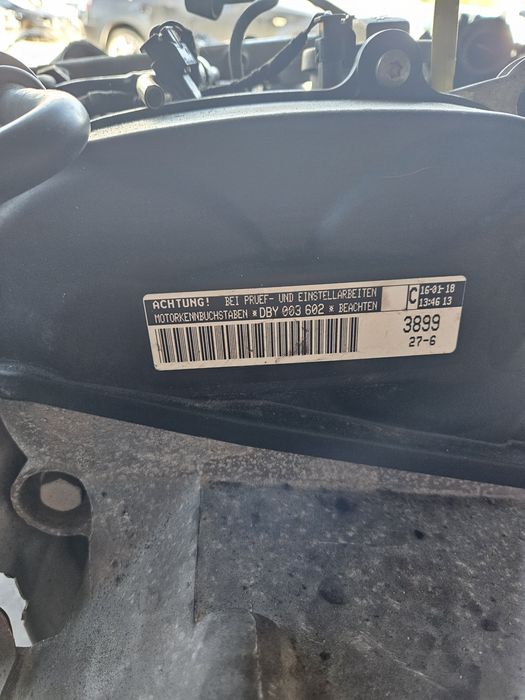 ACHTUNG! BEI PRUEF- UND EINSTELLARBEITEN
MOTORKENNBUCHSTABEN *DBY 003 602* BEACHTEN
C 16-01-18
13:46 13
3899
27-6